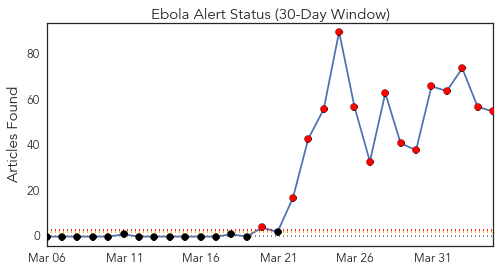 Ebola Alert Status (30-Day Window)
Articles Found
80
60
40
20
0
Mar 06 Mar 11 Mar 16 Mar 21 Mar 26 Mar 31